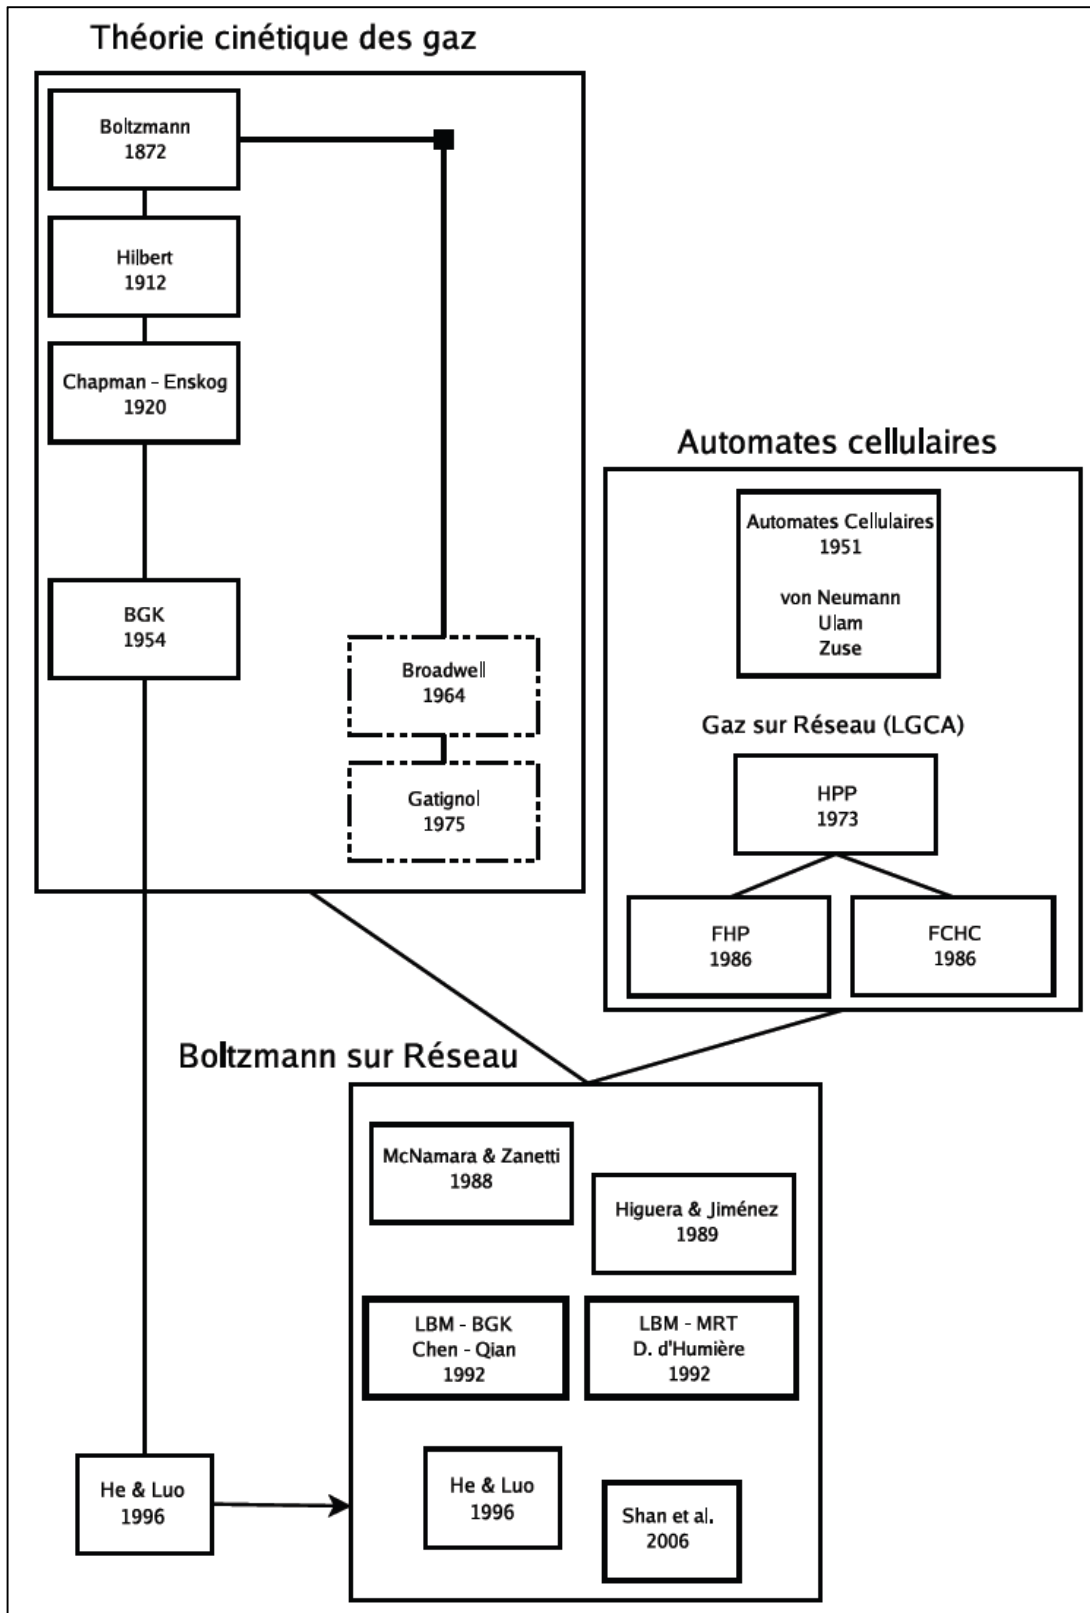 Théorie cinétique des gaz
Boltzmann
1872
Hilbert
1912
Chapman - Enskog
1920
BGK
1954
Broadwell
1964
Gatignol
1975
Automates cellulaires
Automates Cellulaires
1951
von Neumann
Ulam
Zuse
Gaz sur Réseau (LGCA)
HPP
1973
FHP
1986
FCHC
1986
Boltzmann sur Réseau
McNamara & Zanetti
1988
Higuera & Jiménez
1989
LBM - BGK
Chen - Qian
1992
LBM - MRT
D. d'Humière
1992
He & Luo
1996
He & Luo
1996
Shan et al.
2006